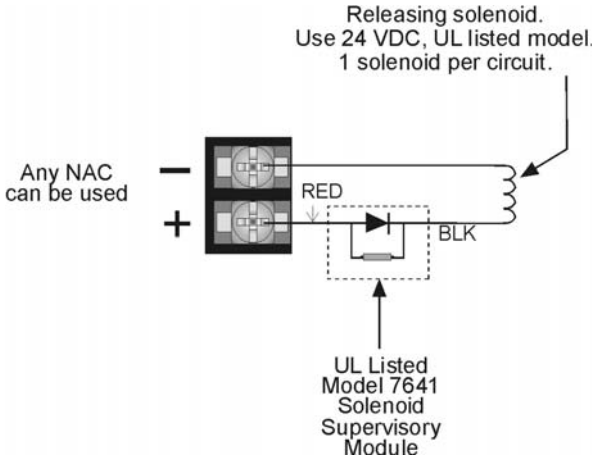 Releasing solenoid.
Use 24 VDC, UL listed model.
1 solenoid per circuit.
Any NAC
can be used
−
+
RED
BLK
UL Listed
Model 7641
Solenoid
Supervisory
Module